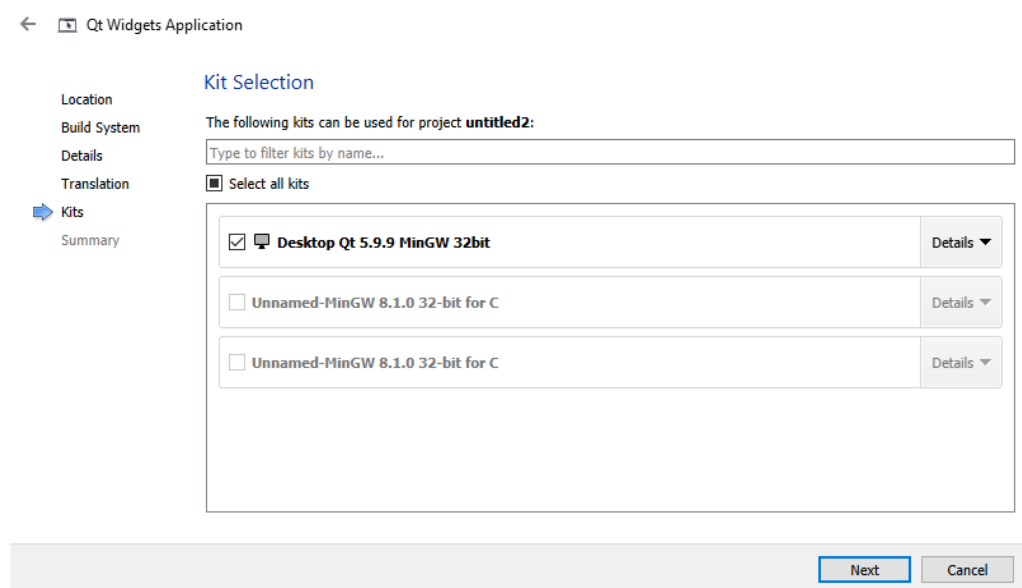 Qt Widgets Application
Location
Build System
Details
Translation
Kits
Summary
Kit Selection
The following kits can be used for project untitled2:
Type to filter kits by name...
Select all kits
Desktop Qt 5.9.9 MinGW 32bit Details
Unnamed-MinGW 8.1.0 32-bit for C Details
Unnamed-MinGW 8.1.0 32-bit for C Details
Next Cancel